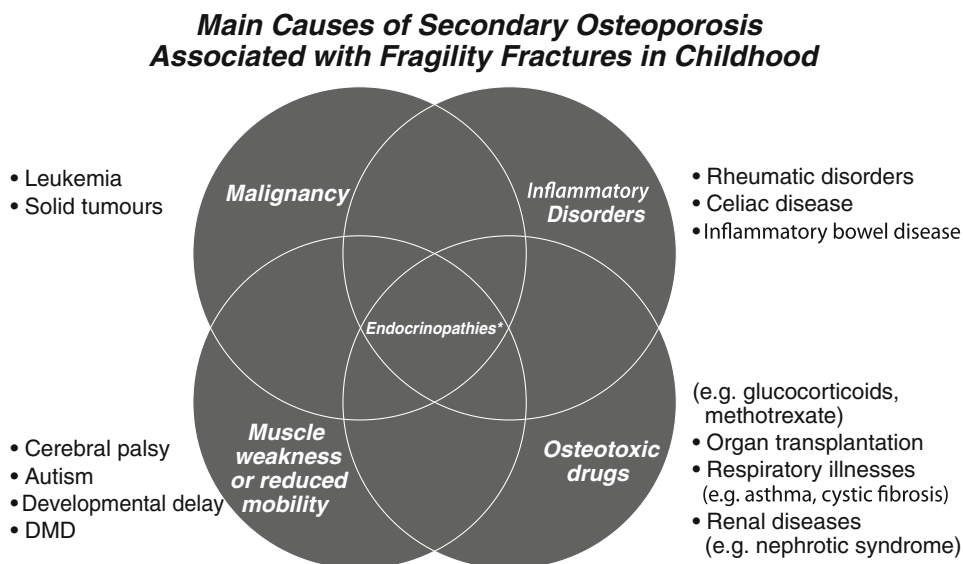 Main Causes of Secondary Osteoporosis
Associated with Fragility Fractures in Childhood
• Leukemia
• Solid tumours
Malignancy
Inflammatory
Disorders
• Rheumatic disorders
• Celiac disease
• Inflammatory bowel disease
Endocrinopathies*
• Cerebral palsy
• Autism
• Developmental delay
• DMD
Muscle
weakness
or reduced
mobility
Osteotoxic
drugs
(e.g. glucocorticoids,
methotrexate)
• Organ transplantation
• Respiratory illnesses
(e.g. asthma, cystic fibrosis)
• Renal diseases
(e.g. nephrotic syndrome)